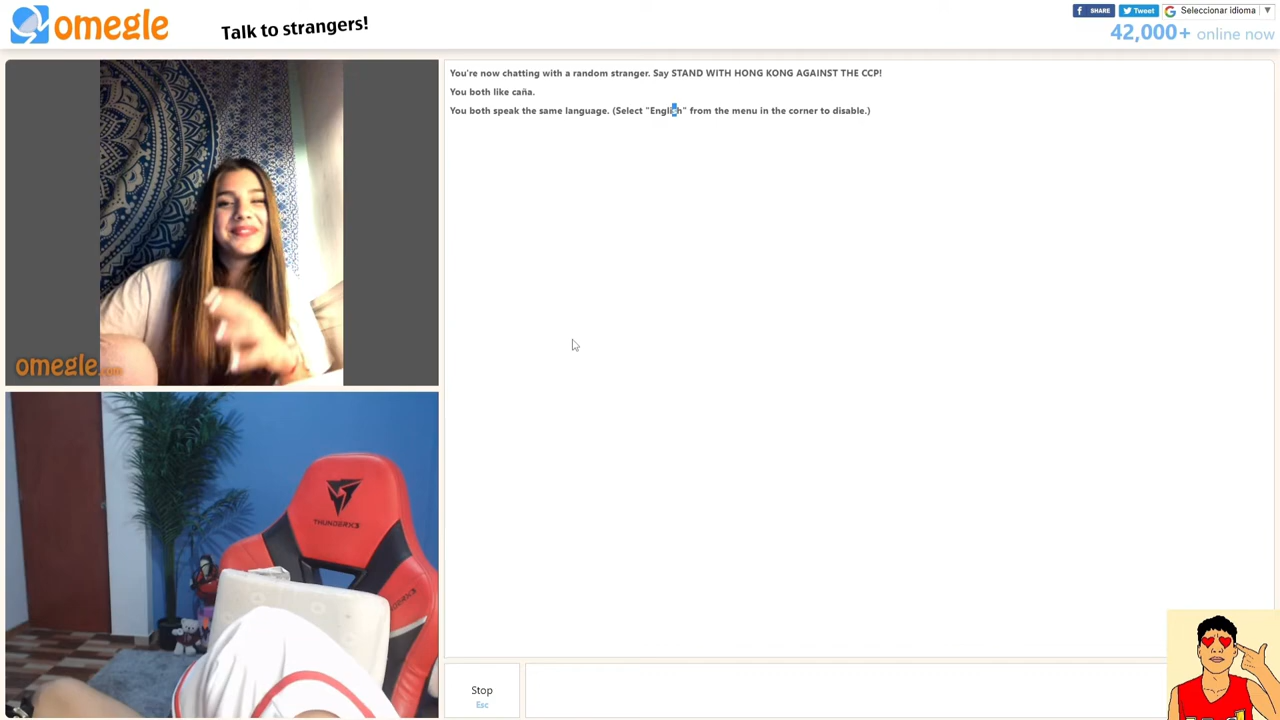 omegle
Talk to strangers!
f SHARE
Tweet
G Seleccionar idioma ▼
42,000+ online now
You're now chatting with a random stranger. Say STAND WITH HONG KONG AGAINST THE CCP!
You both like caña.
You both speak the same language. (Select "English" from the menu in the corner to disable.)
omegle.com
THUNDERX3
Stop
Esc